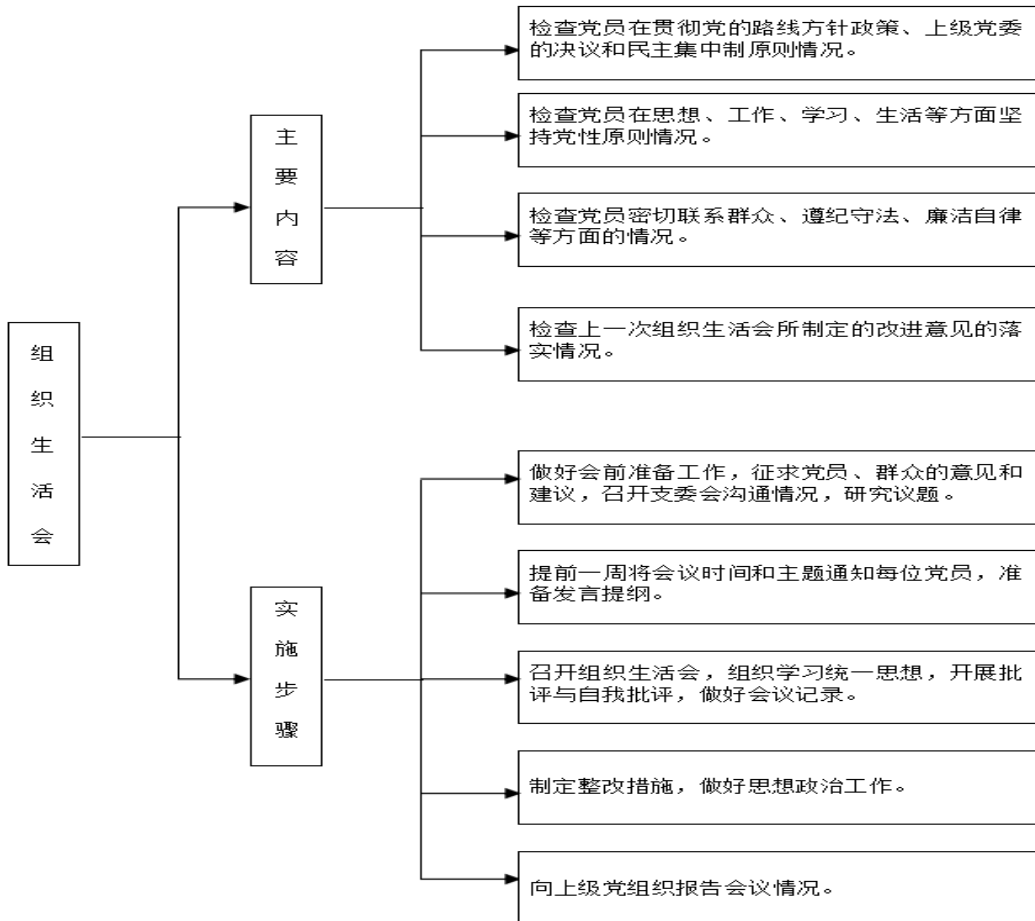 组织生活会
主要内容
检查党员在贯彻党的路线方针政策、上级党委
的决议和民主集中制原则情况。
检查党员在思想、工作、学习、生活等方面坚
持党性原则情况。
检查党员密切联系群众、遵纪守法、廉洁自律
等方面的情况。
检查上一次组织生活会所制定的改进意见的落
实情况。
实施步骤
做好会前准备工作，征求党员、群众的意见和
建议，召开支委会沟通情况，研究议题。
提前一周将会议时间和主题通知每位党员，准
备发言提纲。
召开组织生活会，组织学习统一思想，开展批
评与自我批评，做好会议记录。
制定整改措施，做好思想政治工作。
向上级党组织报告会议情况。